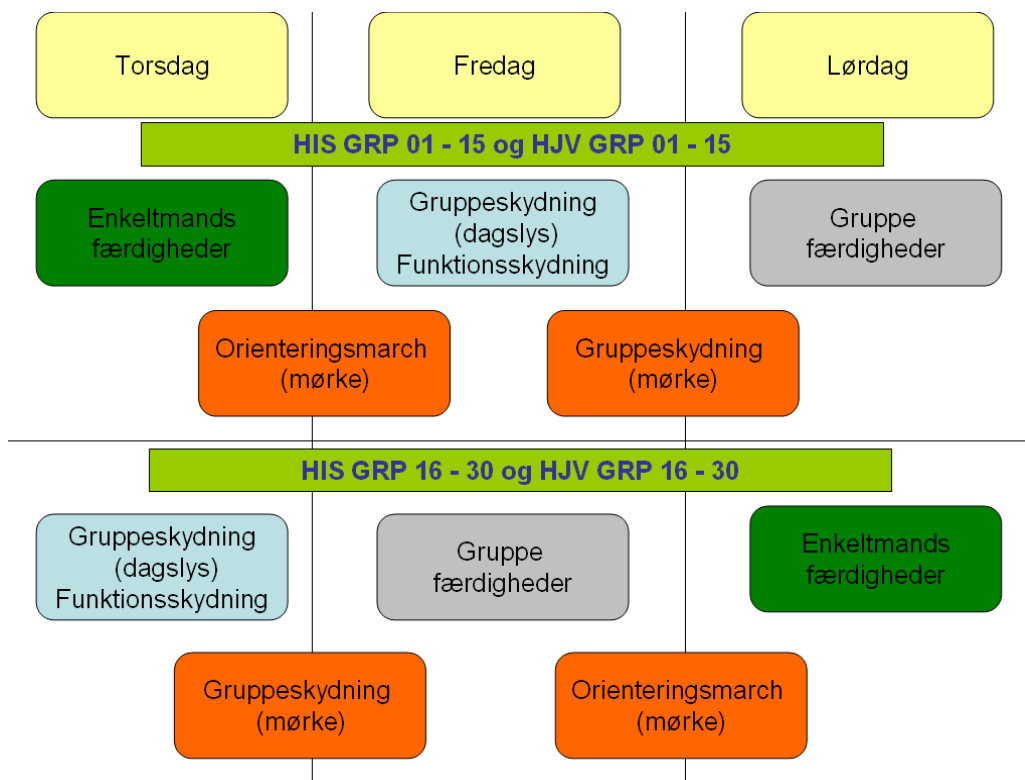 Torsdag
Fredag
Lørdag
HIS GRP 01 - 15 og HJV GRP 01 - 15
Enkeltmands
færdigheder
Gruppeskydning
(dagslys)
Funktionsskydning
Gruppe
færdigheder
Orienteringsmarch
(mørke)
Gruppeskydning
(mørke)
HIS GRP 16 - 30 og HJV GRP 16 - 30
Gruppeskydning
(dagslys)
Funktionsskydning
Gruppe
færdigheder
Enkeltmands
færdigheder
Gruppeskydning
(mørke)
Orienteringsmarch
(mørke)